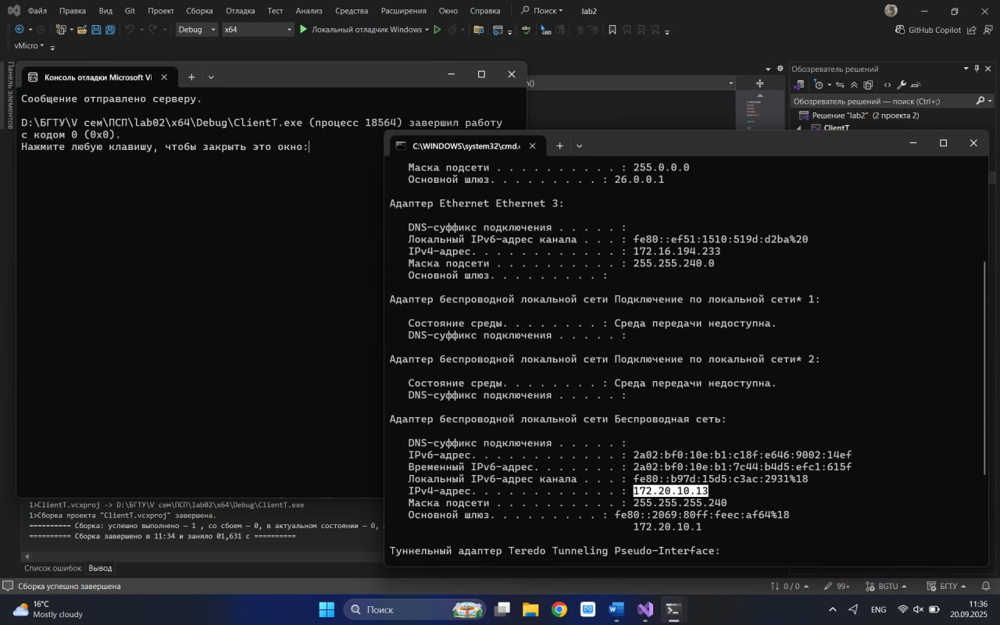 Файл Правка Вид Git Проект Сборка Отладка Тест Анализ Средства Расширения Окно Справка Поиск lab2
Debug x64 Локальный отладчик Windows
GitHub Copilot
vMicro
Панель элементов
Консоль отладки Microsoft Vi
Сообщение отправлено серверу.
D:\БГТУ\V сем\ПСП\lab02\x64\Debug\ClientT.exe (процесс 18564) завершил работу
с кодом 0 (0x0).
Нажмите любую клавишу, чтобы закрыть это окно:
Обозреватель решений
Обозреватель решений — поиск (Ctrl+;)
Решение "lab2" (2 проекта 2)
ClientT
C:\WINDOWS\system32\cmd.
Маска подсети . . . . . . . . . . : 255.0.0.0
Основной шлюз. . . . . . . . . : 26.0.0.1
Адаптер Ethernet Ethernet 3:
DNS-суффикс подключения . . . . . :
Локальный IPv6-адрес канала . . . : fe80::ef51:1510:519d:d2ba%20
IPv4-адрес. . . . . . . . . . . . : 172.16.194.233
Маска подсети . . . . . . . . . . : 255.255.240.0
Основной шлюз. . . . . . . . . :
Адаптер беспроводной локальной сети Подключение по локальной сети* 1:
Состояние среды. . . . . . . . : Среда передачи недоступна.
DNS-суффикс подключения . . . . . :
Адаптер беспроводной локальной сети Подключение по локальной сети* 2:
Состояние среды. . . . . . . . : Среда передачи недоступна.
DNS-суффикс подключения . . . . . :
Адаптер беспроводной локальной сети Беспроводная сеть:
DNS-суффикс подключения . . . . . :
IPv6-адрес. . . . . . . . . . . . : 2a02:bf0:10e:b1:c18f:e646:9002:14ef
Временный IPv6-адрес. . . . . . . : 2a02:bf0:10e:b1:7c44:b4d5:efc1:615f
Локальный IPv6-адрес канала . . . : fe80::b97d:15d5:c3ac:2931%18
IPv4-адрес. . . . . . . . . . . . : 172.20.10.13
Маска подсети . . . . . . . . . . : 255.255.255.240
Основной шлюз. . . . . . . . . : fe80::2069:80ff:feec:af64%18
172.20.10.1
Туннельный адаптер Teredo Tunneling Pseudo-Interface:
1>ClientT.vcxproj -> D:\БГТУ\V сем\ПСП\lab02\x64\Debug\ClientT.exe
1>Сборка проекта "ClientT.vcxproj" завершена.
========== Сборка: успешно выполнено — 1 , со сбоем — 0, в актуальном состоянии — 0,
========== Сборка завершено в 11:34 и заняло 01,631 с ==========
Список ошибок Вывод
Сборка успешно завершена
0 / 0 99+ BGTU БГТУ
16°C
Mostly cloudy
Поиск
ENG
11:36
20.09.2025